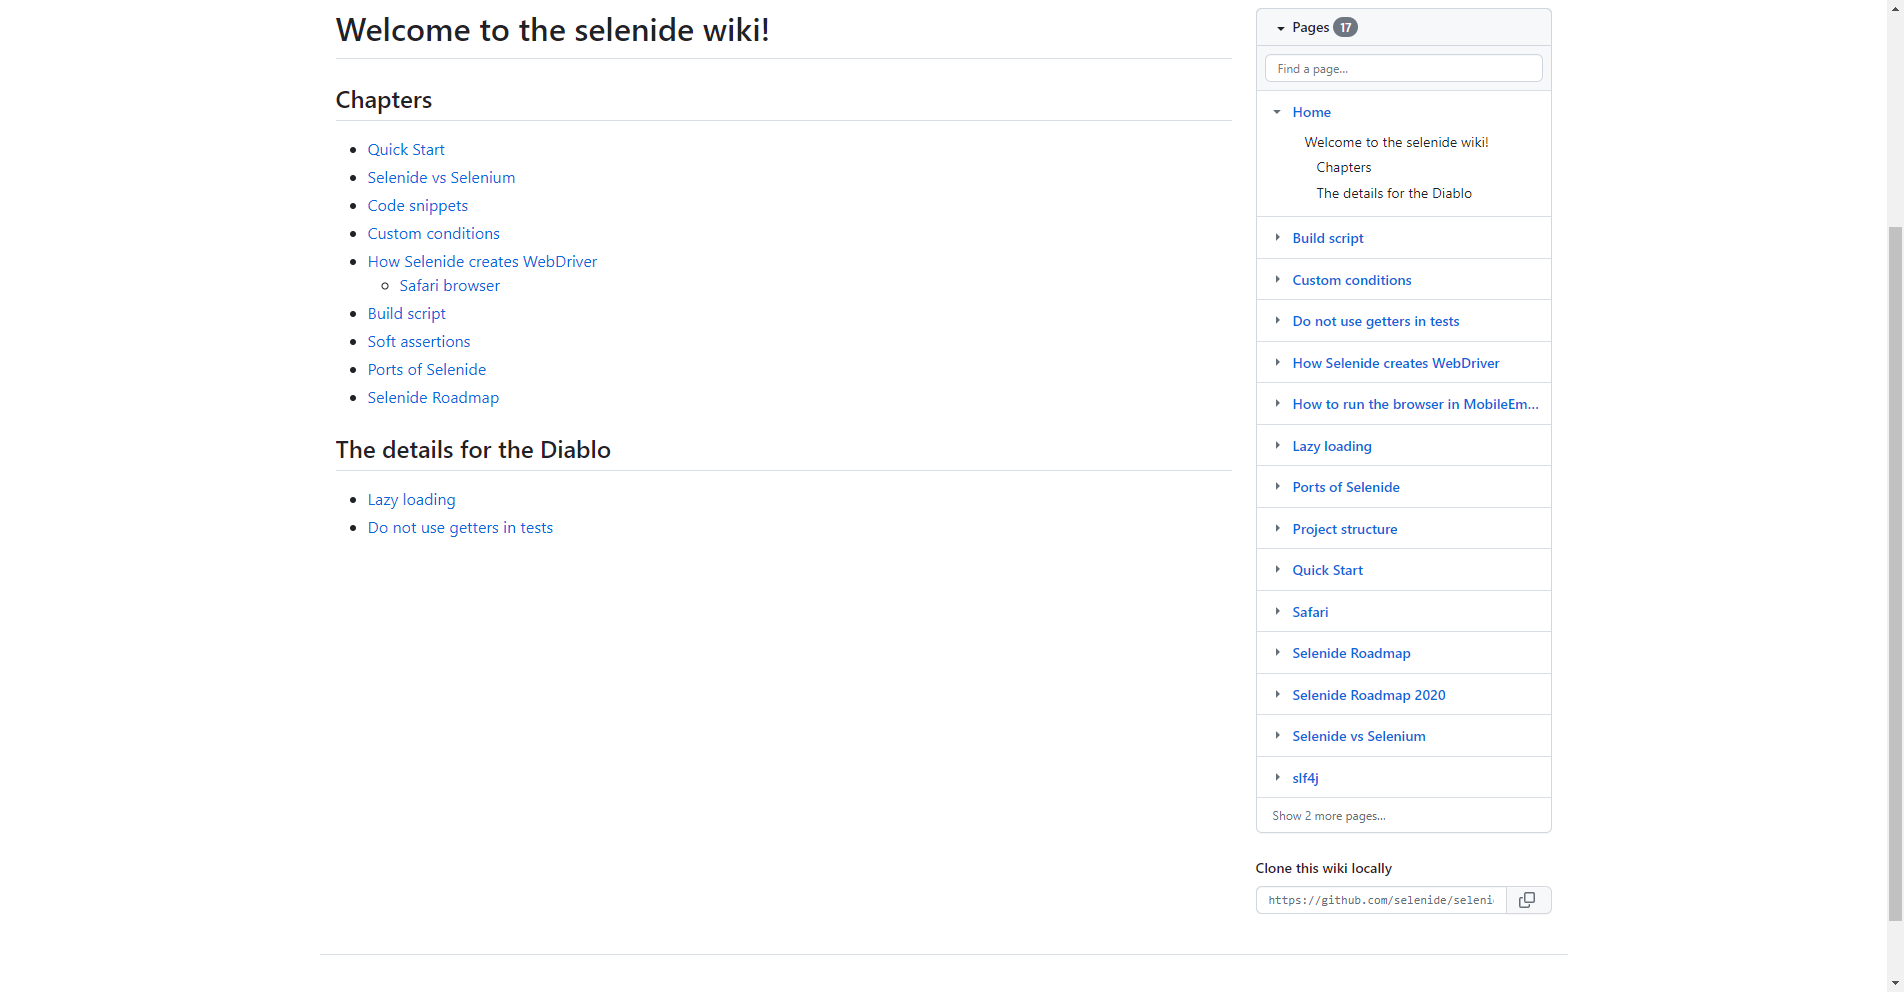 Welcome to the selenide wiki!
Chapters
Quick Start
Selenide vs Selenium
Code snippets
Custom conditions
How Selenide creates WebDriver
Safari browser
Build script
Soft assertions
Ports of Selenide
Selenide Roadmap
The details for the Diablo
Lazy loading
Do not use getters in tests
Pages 17
Find a page...
Home
Welcome to the selenide wiki!
Chapters
The details for the Diablo
Build script
Custom conditions
Do not use getters in tests
How Selenide creates WebDriver
How to run the browser in MobileEm...
Lazy loading
Ports of Selenide
Project structure
Quick Start
Safari
Selenide Roadmap
Selenide Roadmap 2020
Selenide vs Selenium
slf4j
Show 2 more pages...
Clone this wiki locally
https://github.com/selenide/seleni